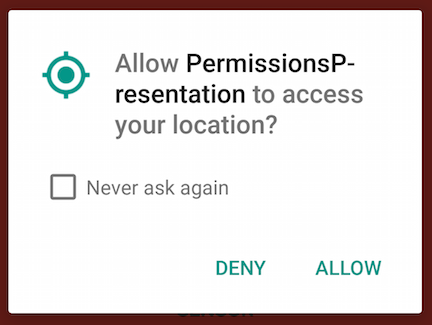 Allow PermissionsP-
resentation to access
your location?
Never ask again
DENY ALLOW